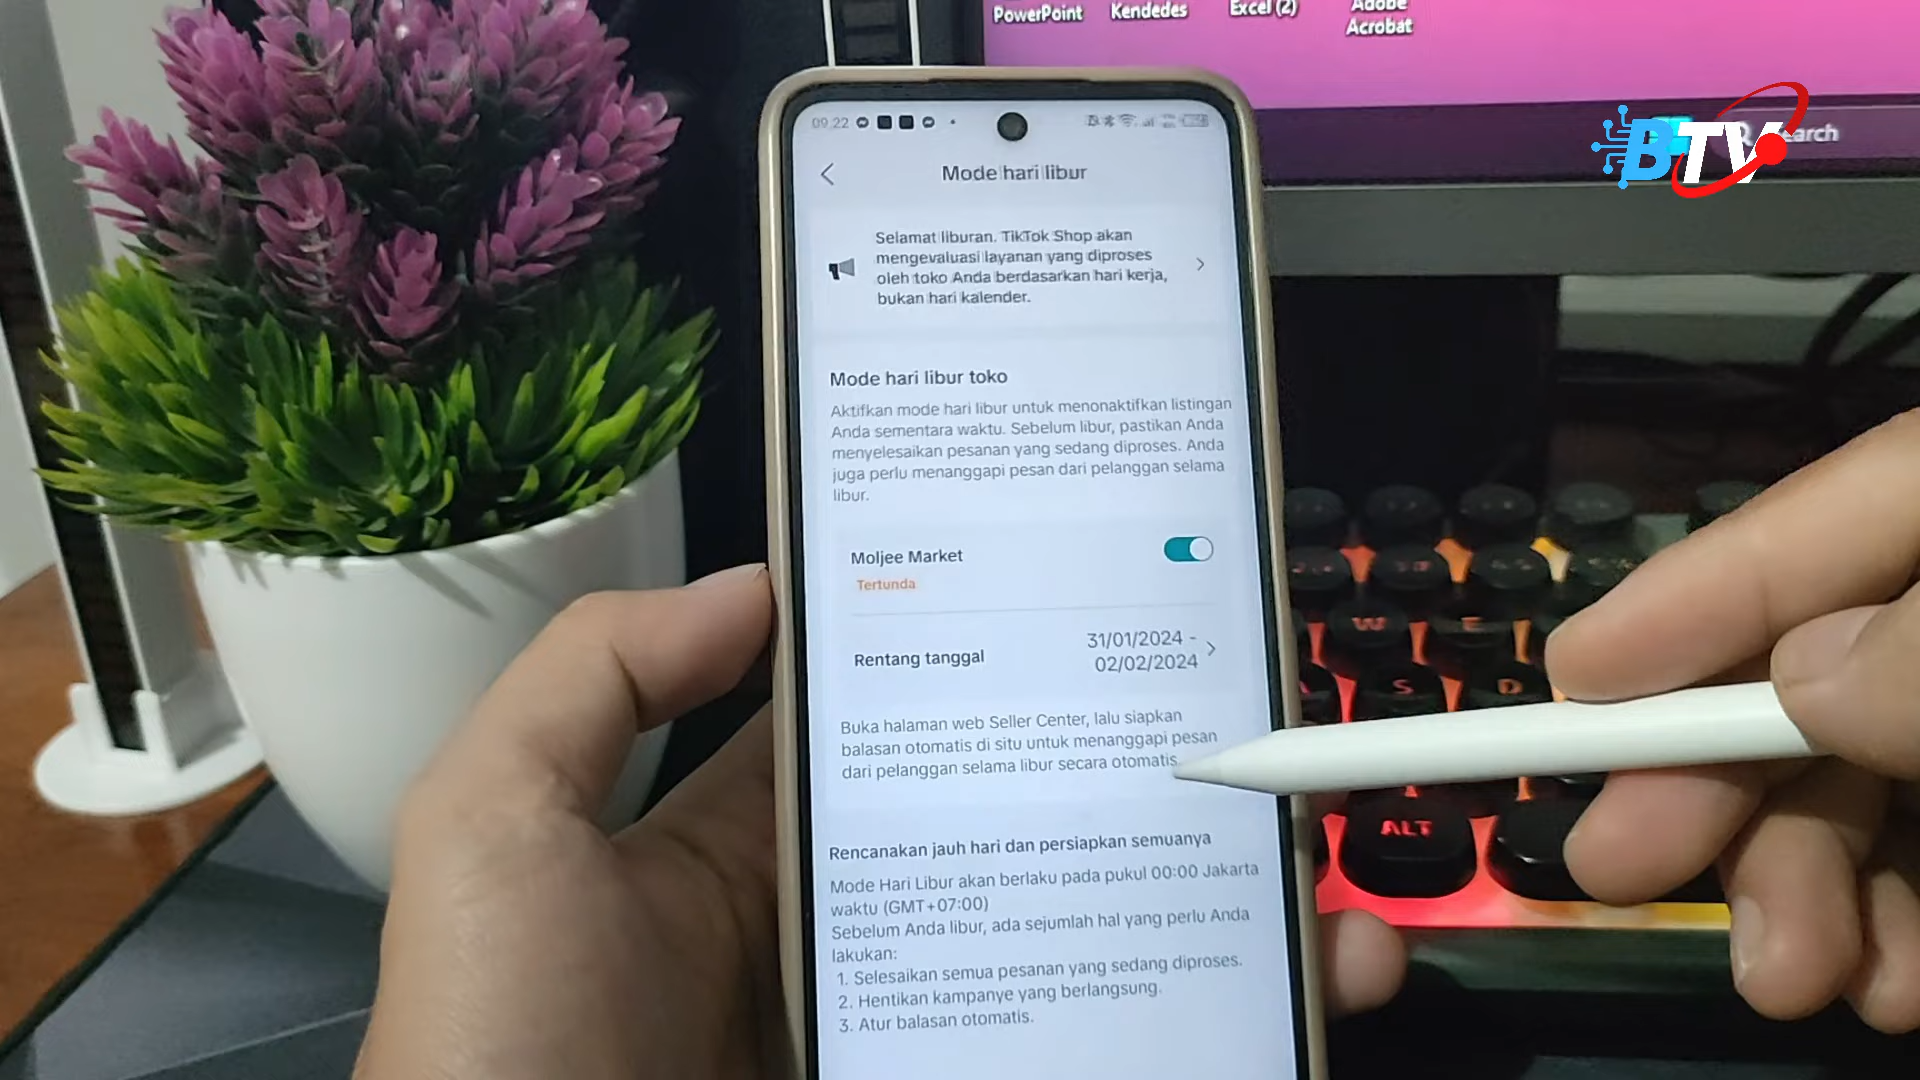 PowerPoint
Kendedes
Excel (2)
Adobe
Acrobat
BTV
earch
09.22
Mode hari libur
Selamat liburan. TikTok Shop akan
mengevaluasi layanan yang diproses
oleh toko Anda berdasarkan hari kerja,
bukan hari kalender.
Mode hari libur toko
Aktifkan mode hari libur untuk menonaktifkan listingan
Anda sementara waktu. Sebelum libur, pastikan Anda
menyelesaikan pesanan yang sedang diproses. Anda
juga perlu menanggapi pesan dari pelanggan selama
libur.
Moljee Market
Tertunda
Rentang tanggal
31/01/2024 -
02/02/2024
Buka halaman web Seller Center, lalu siapkan
balasan otomatis di situ untuk menanggapi pesan
dari pelanggan selama libur secara otomatis.
Rencanakan jauh hari dan persiapkan semuanya
Mode Hari Libur akan berlaku pada pukul 00:00 Jakarta
waktu (GMT+07:00)
Sebelum Anda libur, ada sejumlah hal yang perlu Anda
lakukan:
1. Selesaikan semua pesanan yang sedang diproses.
2. Hentikan kampanye yang berlangsung.
3. Atur balasan otomatis.
W
E
S
D
ALT